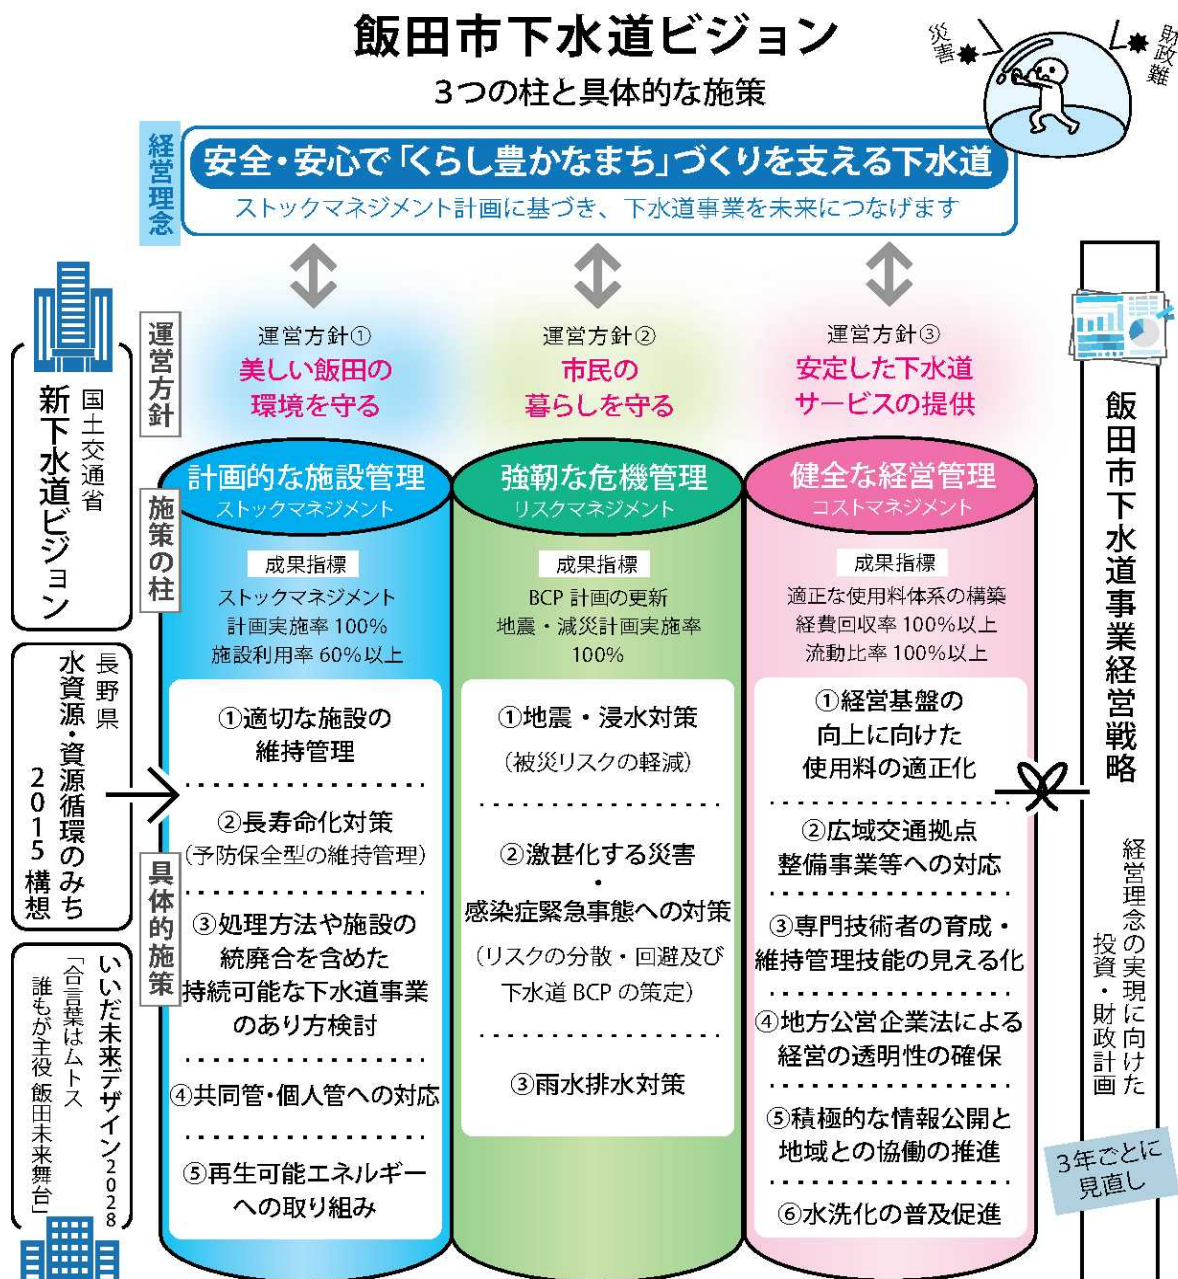 飯田市下水道ビジョン
3つの柱と具体的な施策
災害
財政難
経営理念
安全・安心で「くらし豊かなまち」づくりを支える下水道
ストックマネジメント計画に基づき、下水道事業を未来につなげます
国土交通省
新下水道ビジョン
長野県
水資源・資源循環のみち
2015構想
いいだ未来デザイン2028
「合言葉はムトス
誰もが主役 飯田未来舞台」
運営方針
運営方針①
美しい飯田の
環境を守る
運営方針②
市民の
暮らしを守る
運営方針③
安定した下水道
サービスの提供
施策の柱
計画的な施設管理
ストックマネジメント
成果指標
ストックマネジメント
計画実施率 100%
施設利用率 60%以上
強靭な危機管理
リスクマネジメント
成果指標
BCP 計画の更新
地震・減災計画実施率
100%
健全な経営管理
コストマネジメント
成果指標
適正な使用料体系の構築
経費回収率 100%以上
流動比率 100%以上
具体的施策
①適切な施設の
維持管理
②長寿命化対策
(予防保全型の維持管理)
③処理方法や施設の
統廃合を含めた
持続可能な下水道事業
のあり方検討
④共同管・個人管への対応
⑤再生可能エネルギー
への取り組み
①地震・浸水対策
(被災リスクの軽減)
②激甚化する災害
・
感染症緊急事態への対策
(リスクの分散・回避及び
下水道 BCP の策定)
③雨水排水対策
①経営基盤の
向上に向けた
使用料の適正化
②広域交通拠点
整備事業等への対応
③専門技術者の育成・
維持管理技能の見える化
④地方公営企業法による
経営の透明性の確保
⑤積極的な情報公開と
地域との協働の推進
⑥水洗化の普及促進
飯田市下水道事業経営戦略
経営理念の実現に向けた
投資・財政計画
3年ごとに
見直し